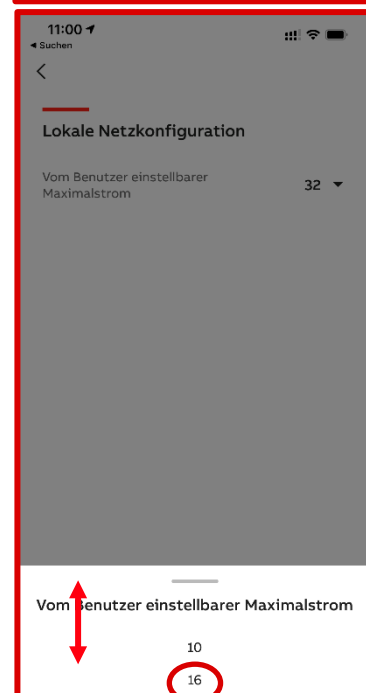 11:00
◄ Suchen
Lokale Netzkonfiguration
Vom Benutzer einstellbarer
Maximalstrom
32
Vom Benutzer einstellbarer Maximalstrom
10
16